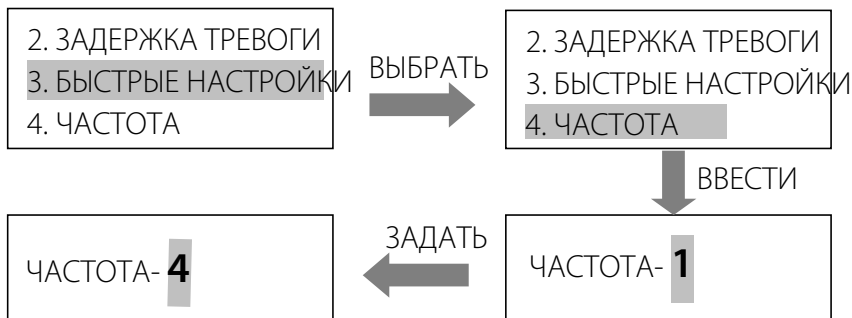 2. ЗАДЕРЖКА ТРЕВОГИ
3. БЫСТРЫЕ НАСТРОЙКИ
4. ЧАСТОТА
ВЫБРАТЬ
2. ЗАДЕРЖКА ТРЕВОГИ
3. БЫСТРЫЕ НАСТРОЙКИ
4. ЧАСТОТА
ВВЕСТИ
ЧАСТОТА- 1
ЗАДАТЬ
ЧАСТОТА- 4